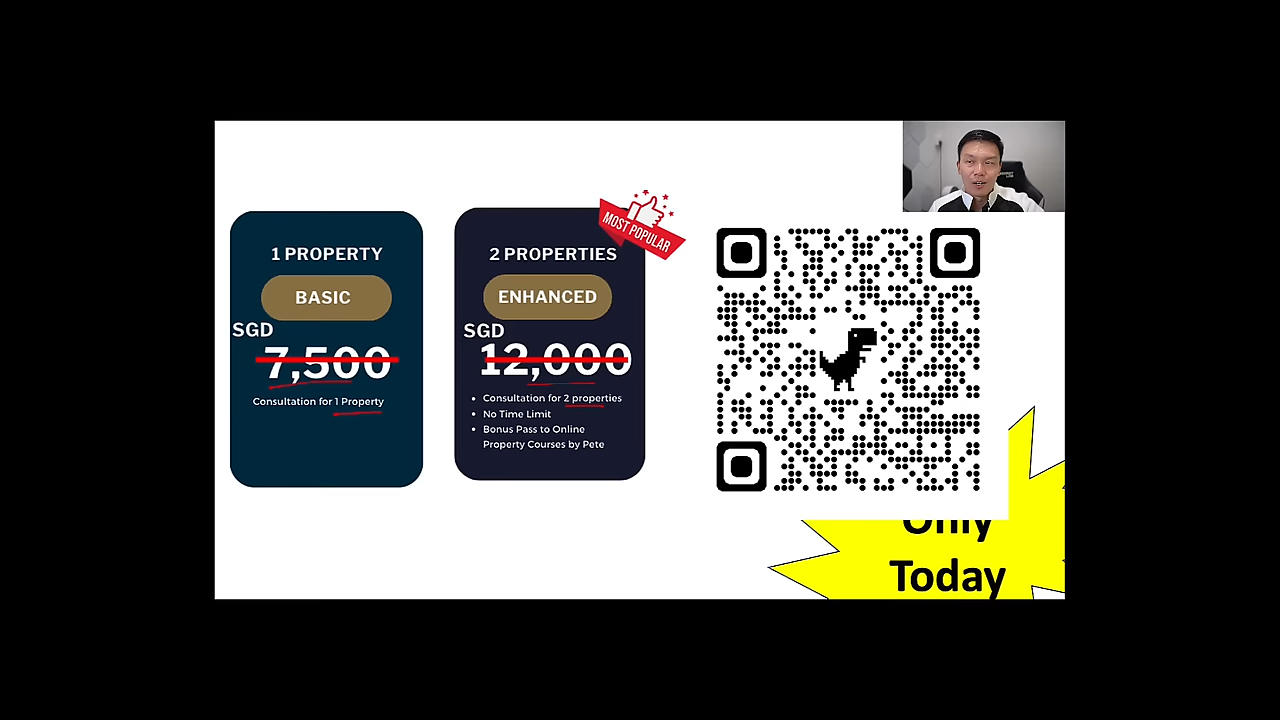 1 PROPERTY
BASIC
SGD
7,500
Consultation for 1 Property
2 PROPERTIES
MOST POPULAR
ENHANCED
SGD
12,000
• Consultation for 2 properties
• No Time Limit
• Bonus Pass to Online
Property Courses by Pete
Only
Today